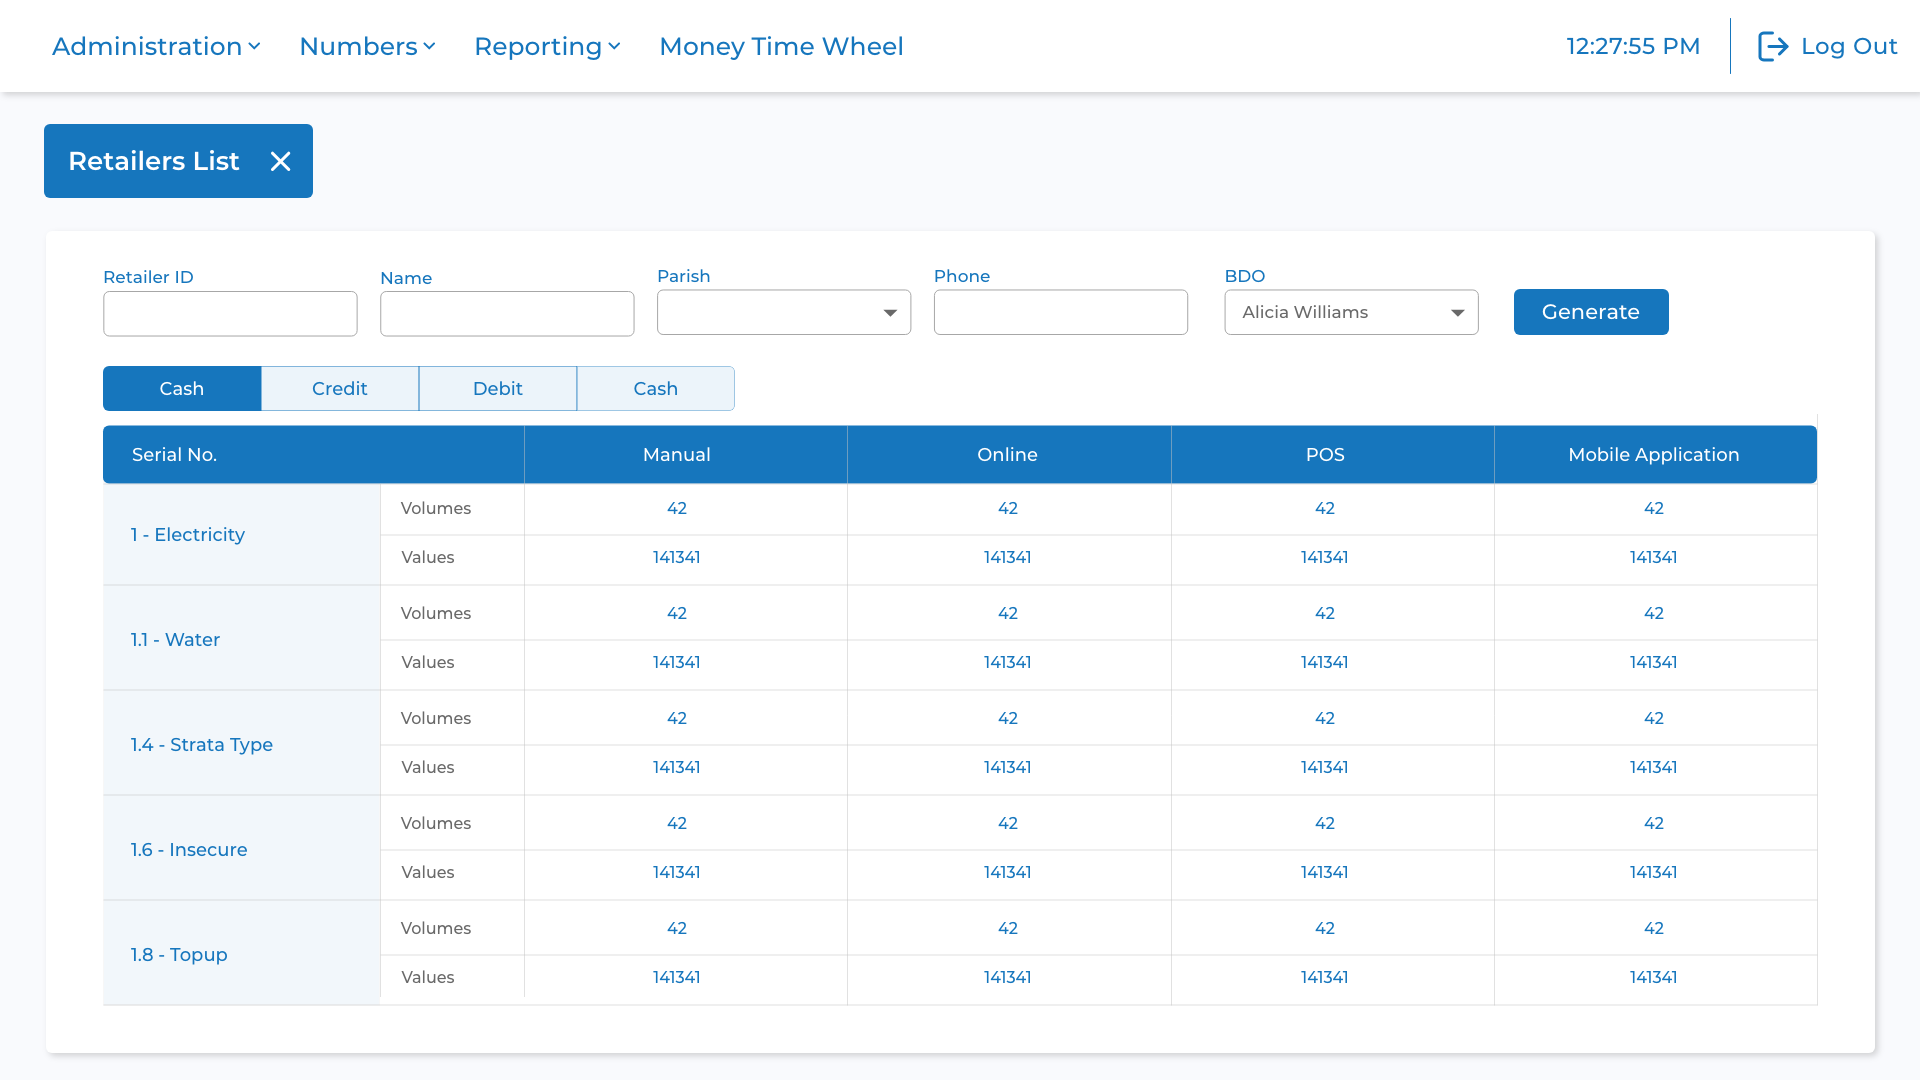 Administration Numbers Reporting Money Time Wheel 12:27:55 PM Log Out
Retailers List
Retailer ID Name Parish Phone BDO
Alicia Williams Generate
Cash Credit Debit Cash
Serial No. Manual Online POS Mobile Application
1 - Electricity
Volumes 42 42 42 42
Values 141341 141341 141341 141341
1.1 - Water
Volumes 42 42 42 42
Values 141341 141341 141341 141341
1.4 - Strata Type
Volumes 42 42 42 42
Values 141341 141341 141341 141341
1.6 - Insecure
Volumes 42 42 42 42
Values 141341 141341 141341 141341
1.8 - Topup
Volumes 42 42 42 42
Values 141341 141341 141341 141341